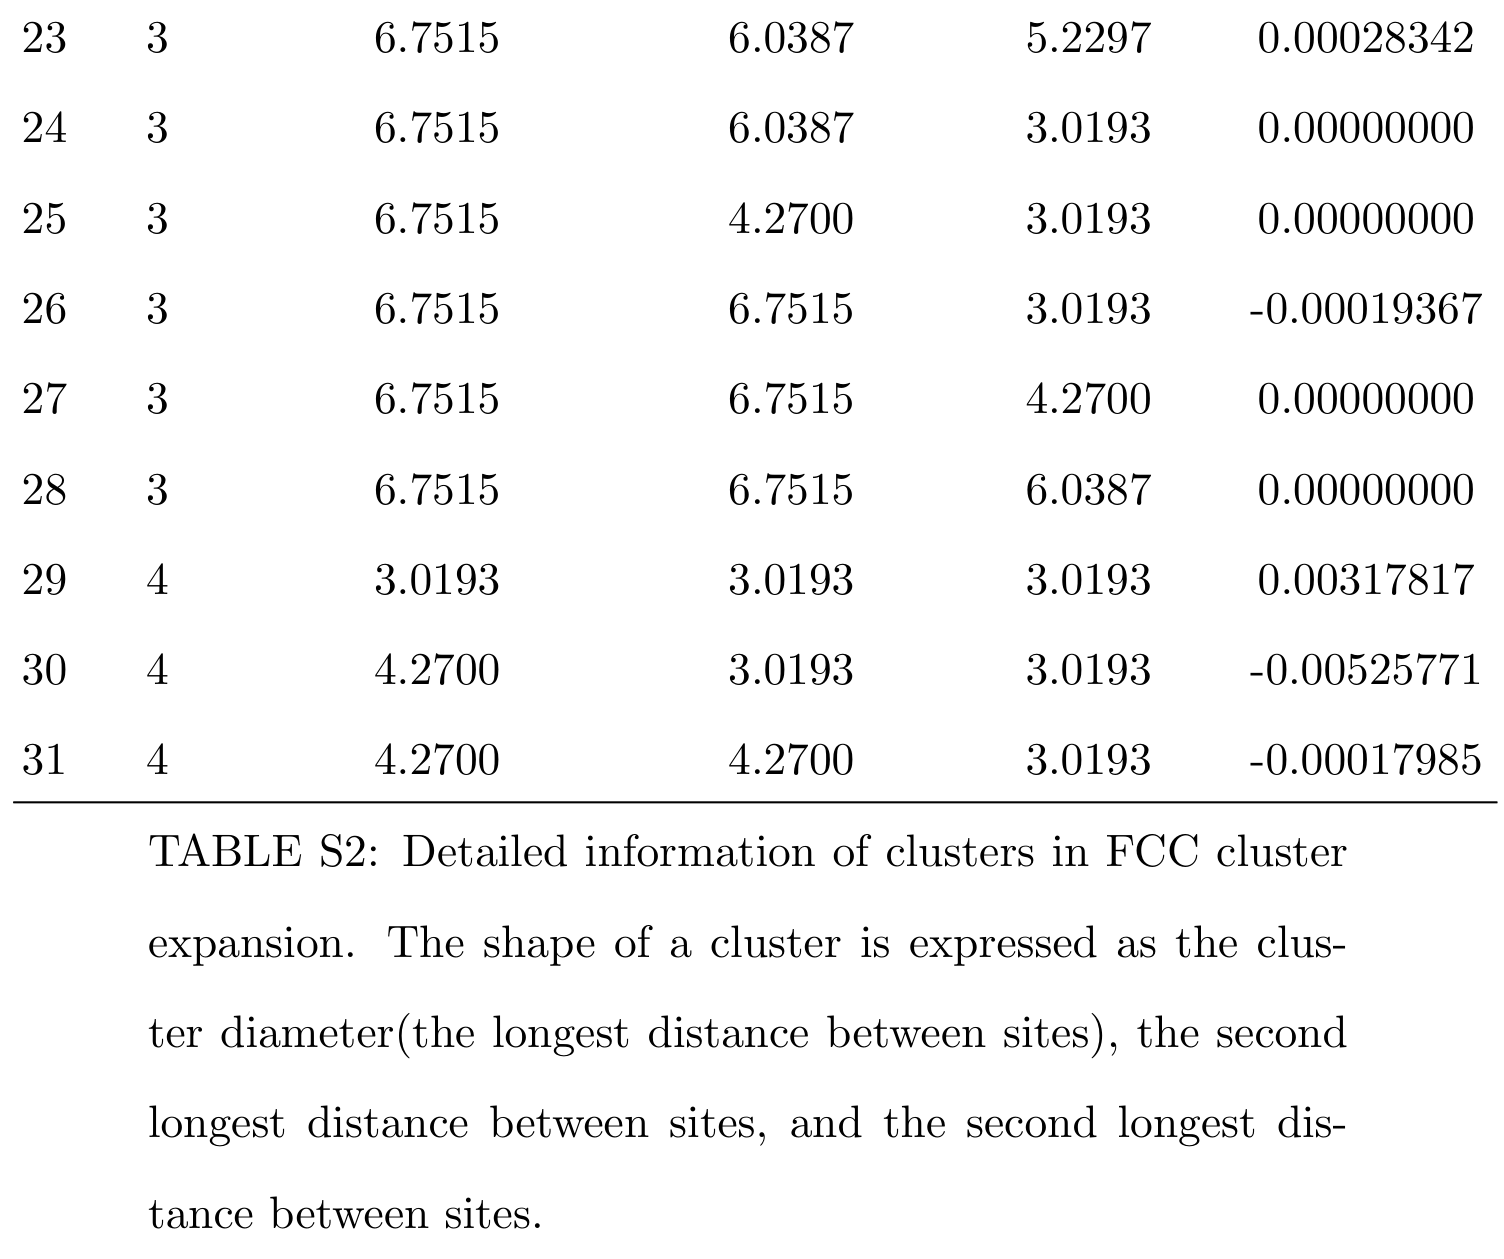 23 3 6.7515 6.0387 5.2297 0.00028342
24 3 6.7515 6.0387 3.0193 0.00000000
25 3 6.7515 4.2700 3.0193 0.00000000
26 3 6.7515 6.7515 3.0193 -0.00019367
27 3 6.7515 6.7515 4.2700 0.00000000
28 3 6.7515 6.7515 6.0387 0.00000000
29 4 3.0193 3.0193 3.0193 0.00317817
30 4 4.2700 3.0193 3.0193 -0.00525771
31 4 4.2700 4.2700 3.0193 -0.00017985
TABLE S2: Detailed information of clusters in FCC cluster
expansion. The shape of a cluster is expressed as the clus-
ter diameter(the longest distance between sites), the second
longest distance between sites, and the second longest dis-
tance between sites.